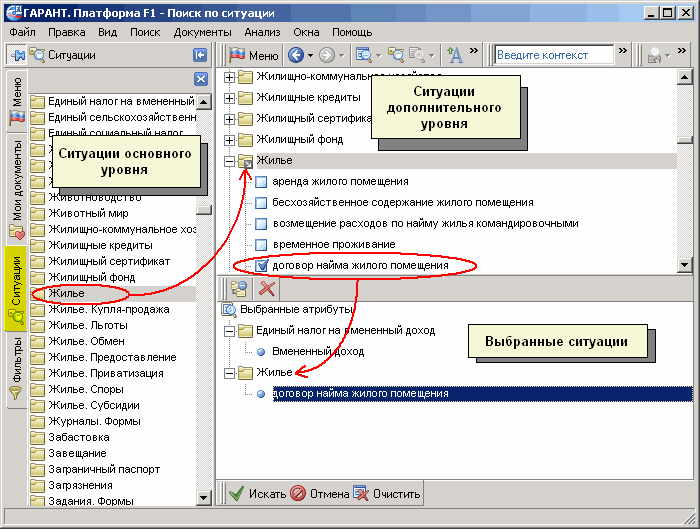 ГАРАНТ. Платформа F1 - Поиск по ситуации
Файл Правка Вид Поиск Документы Анализ Окна Помощь
Ситуации
Меню
Введите контекст
Меню
Мои документы
Ситуации
Фильтры
Единый налог на вмененный
Единый сельскохозяйственн
Единый социальный налог
Ситуации основного
уровня
Животноводство
Животный мир
Жилищно-коммунальное хоз
Жилищные кредиты
Жилищный сертификат
Жилищный фонд
Жилье
Жилье. Купля-продажа
Жилье. Льготы
Жилье. Обмен
Жилье. Предоставление
Жилье. Приватизация
Жилье. Споры
Жилье. Субсидии
Журналы. Формы
Забастовка
Завещание
Заграничный паспорт
Загрязнения
Задания. Формы
Жилищно-коммунальное хозяйство
Жилищные кредиты
Жилищный сертификат
Жилищный фонд
Ситуации
дополнительного
уровня
Жилье
аренда жилого помещения
бесхозяйственное содержание жилого помещения
возмещение расходов по найму жилья командировочными
временное проживание
договор найма жилого помещения
Выбранные атрибуты
Единый налог на вмененный доход
Вмененный доход
Жилье
договор найма жилого помещения
Выбранные ситуации
Искать Отмена Очистить